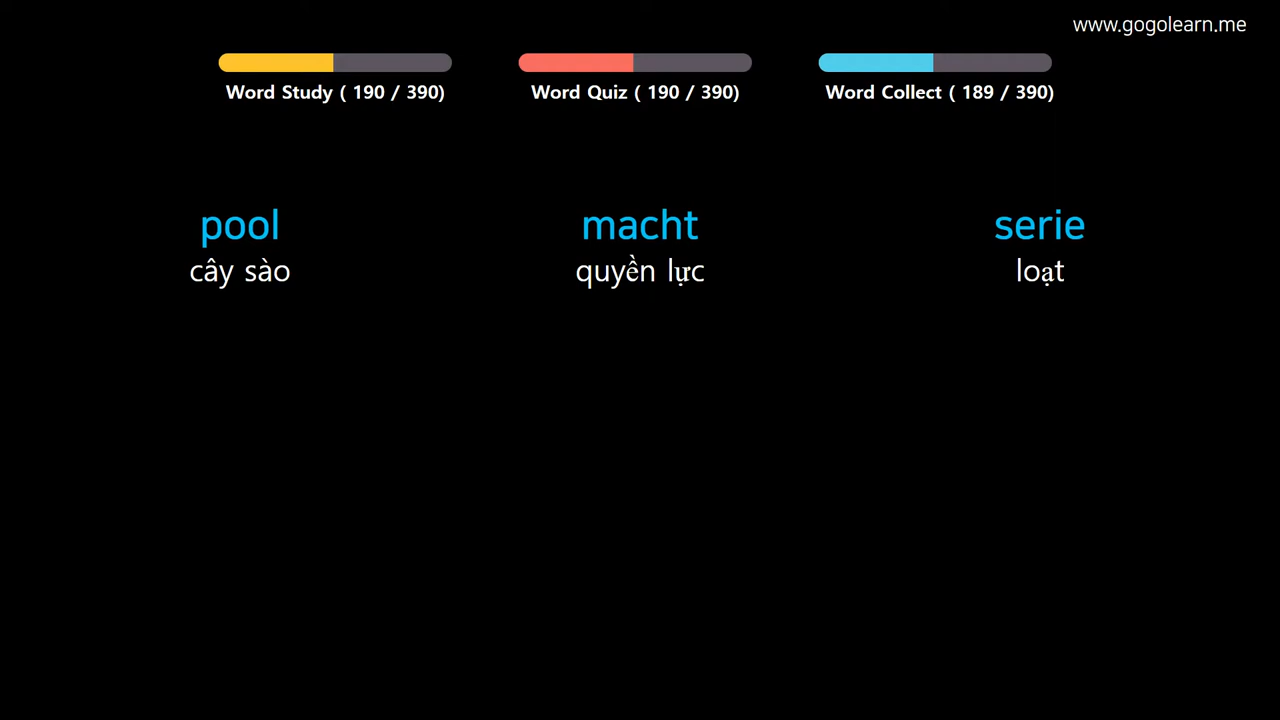 www.gogolearn.me
Word Study ( 190 / 390)
Word Quiz ( 190 / 390)
Word Collect ( 189 / 390)
pool
macht
serie
cây sào
quyền lực
loạt